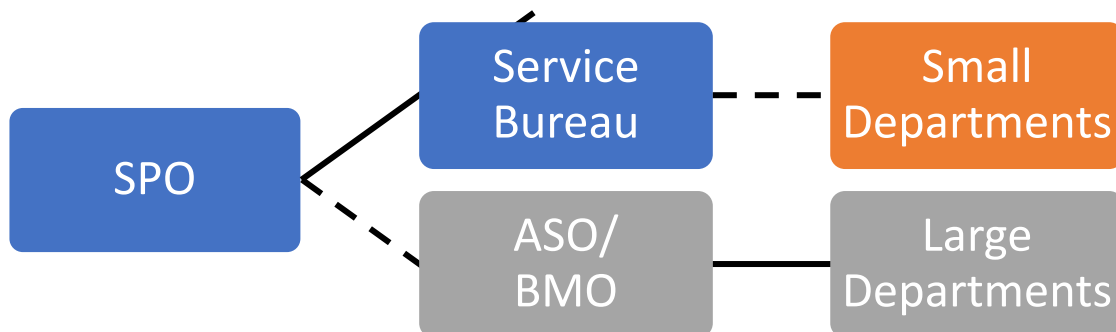 SPO
Service
Bureau
Small
Departments
ASO/
BMO
Large
Departments